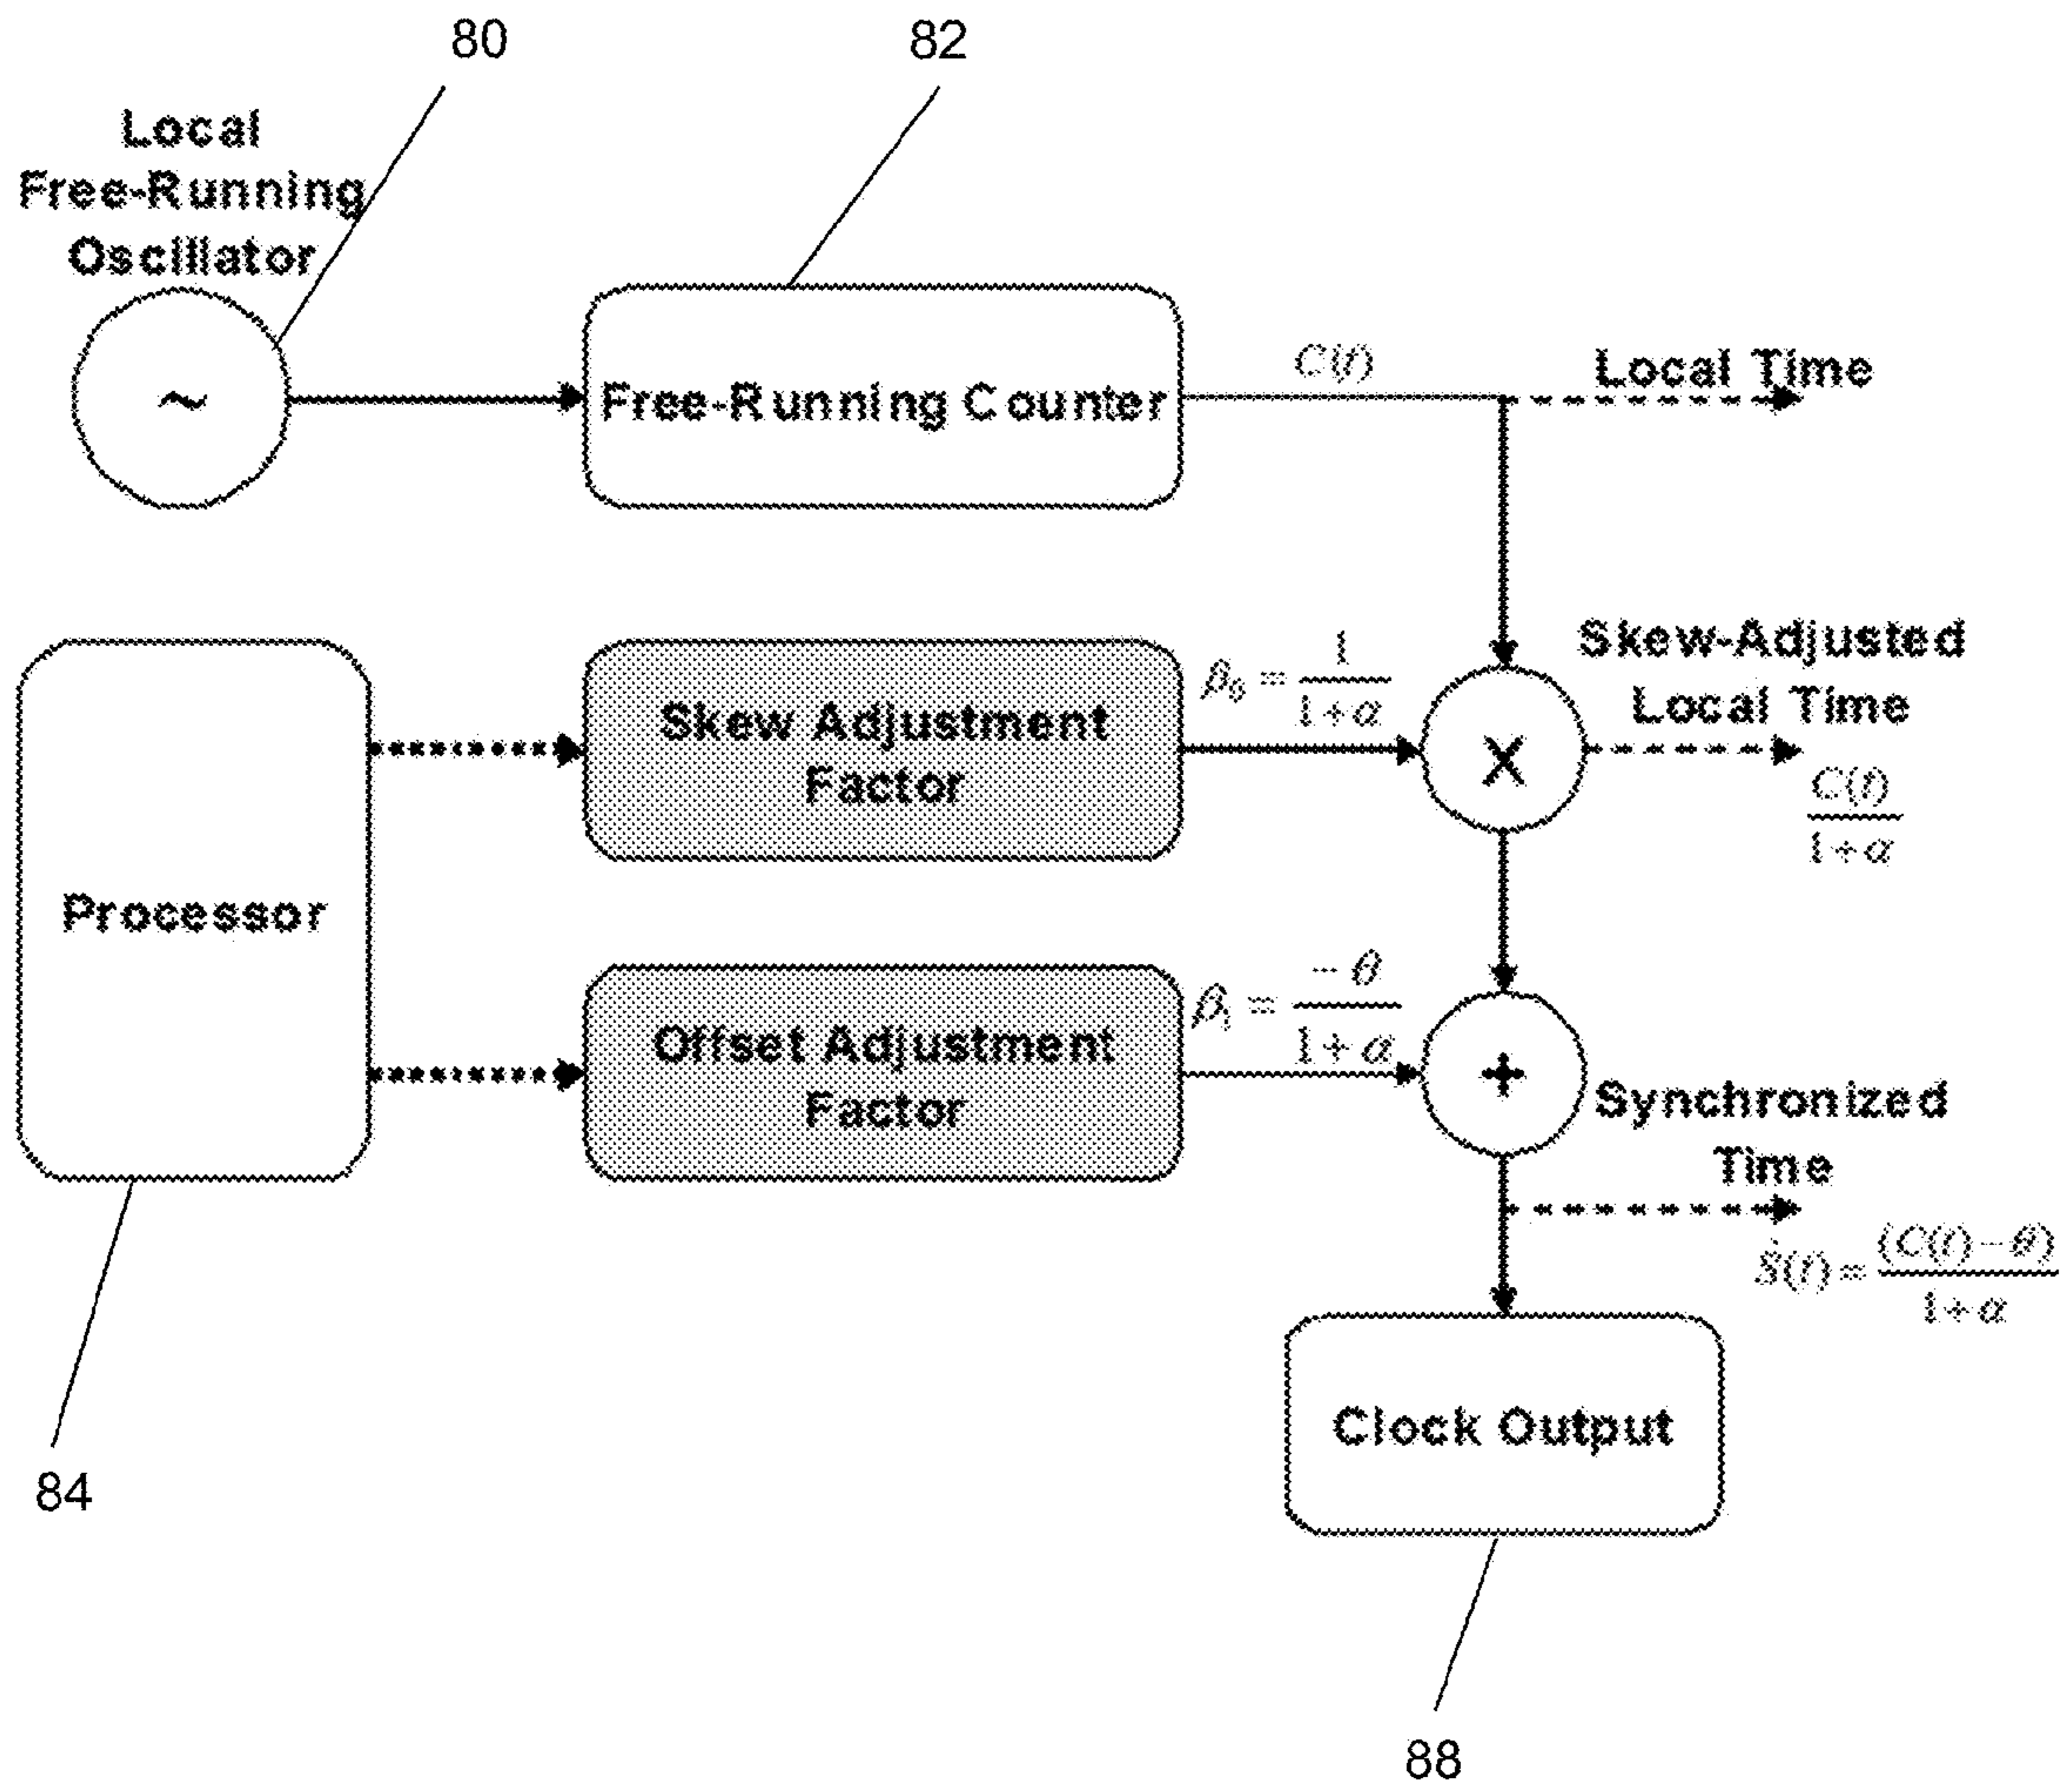 80
82
Local
Free-Running
Oscillator
~
Free-Running Counter
C(t)
Local Time
Processor
Skew Adjustment
Factor
β₀ = 1/(1+α)
X
Skew-Adjusted
Local Time
C(t)/(1+α)
Offset Adjustment
Factor
β₁ = -θ/(1+α)
+
Synchronized
Time
Ŝ(t) = (C(t)-θ)/(1+α)
Clock Output
84
88